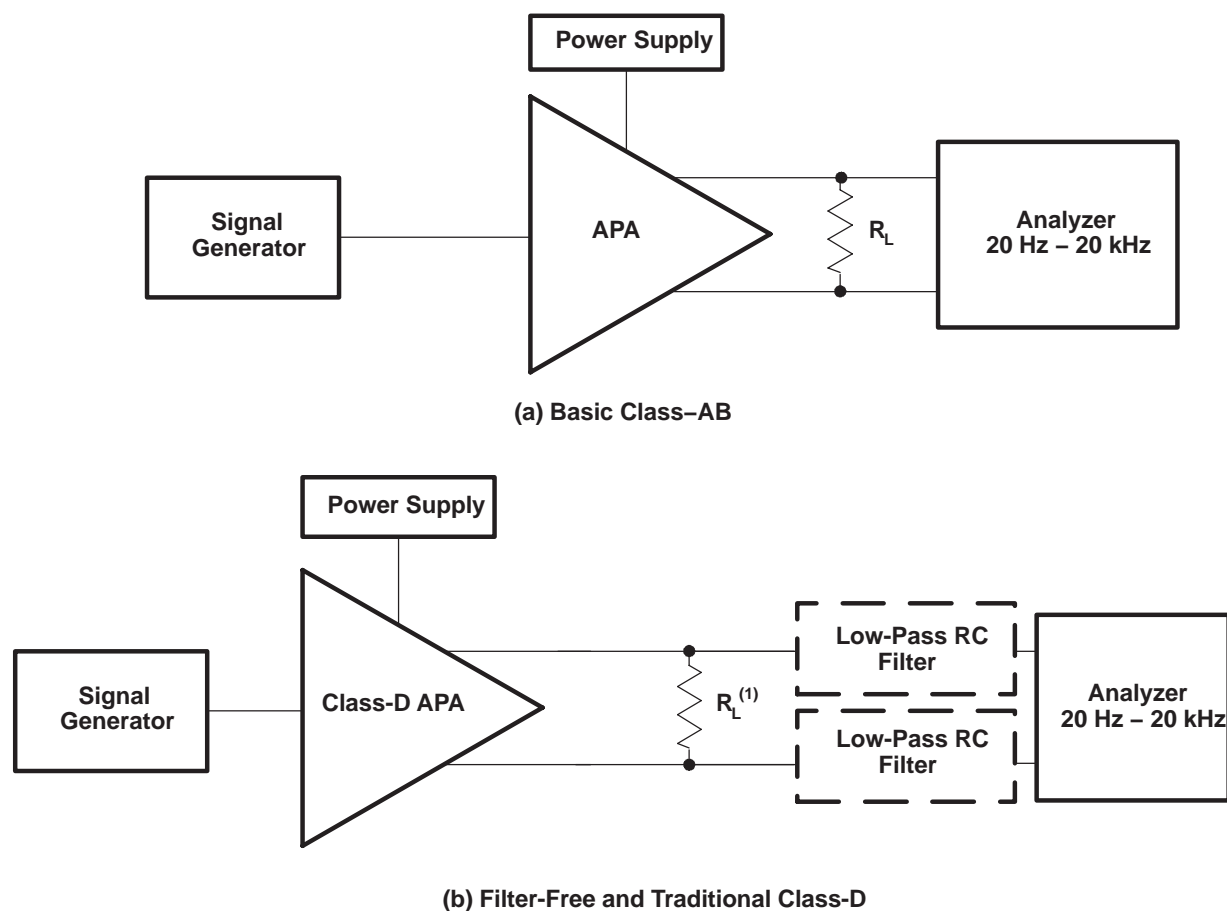 Power Supply
Signal
Generator
APA
R_L
Analyzer
20 Hz – 20 kHz
(a) Basic Class–AB
Power Supply
Signal
Generator
Class-D APA
R_L^(1)
Low-Pass RC
Filter
Low-Pass RC
Filter
Analyzer
20 Hz – 20 kHz
(b) Filter-Free and Traditional Class-D